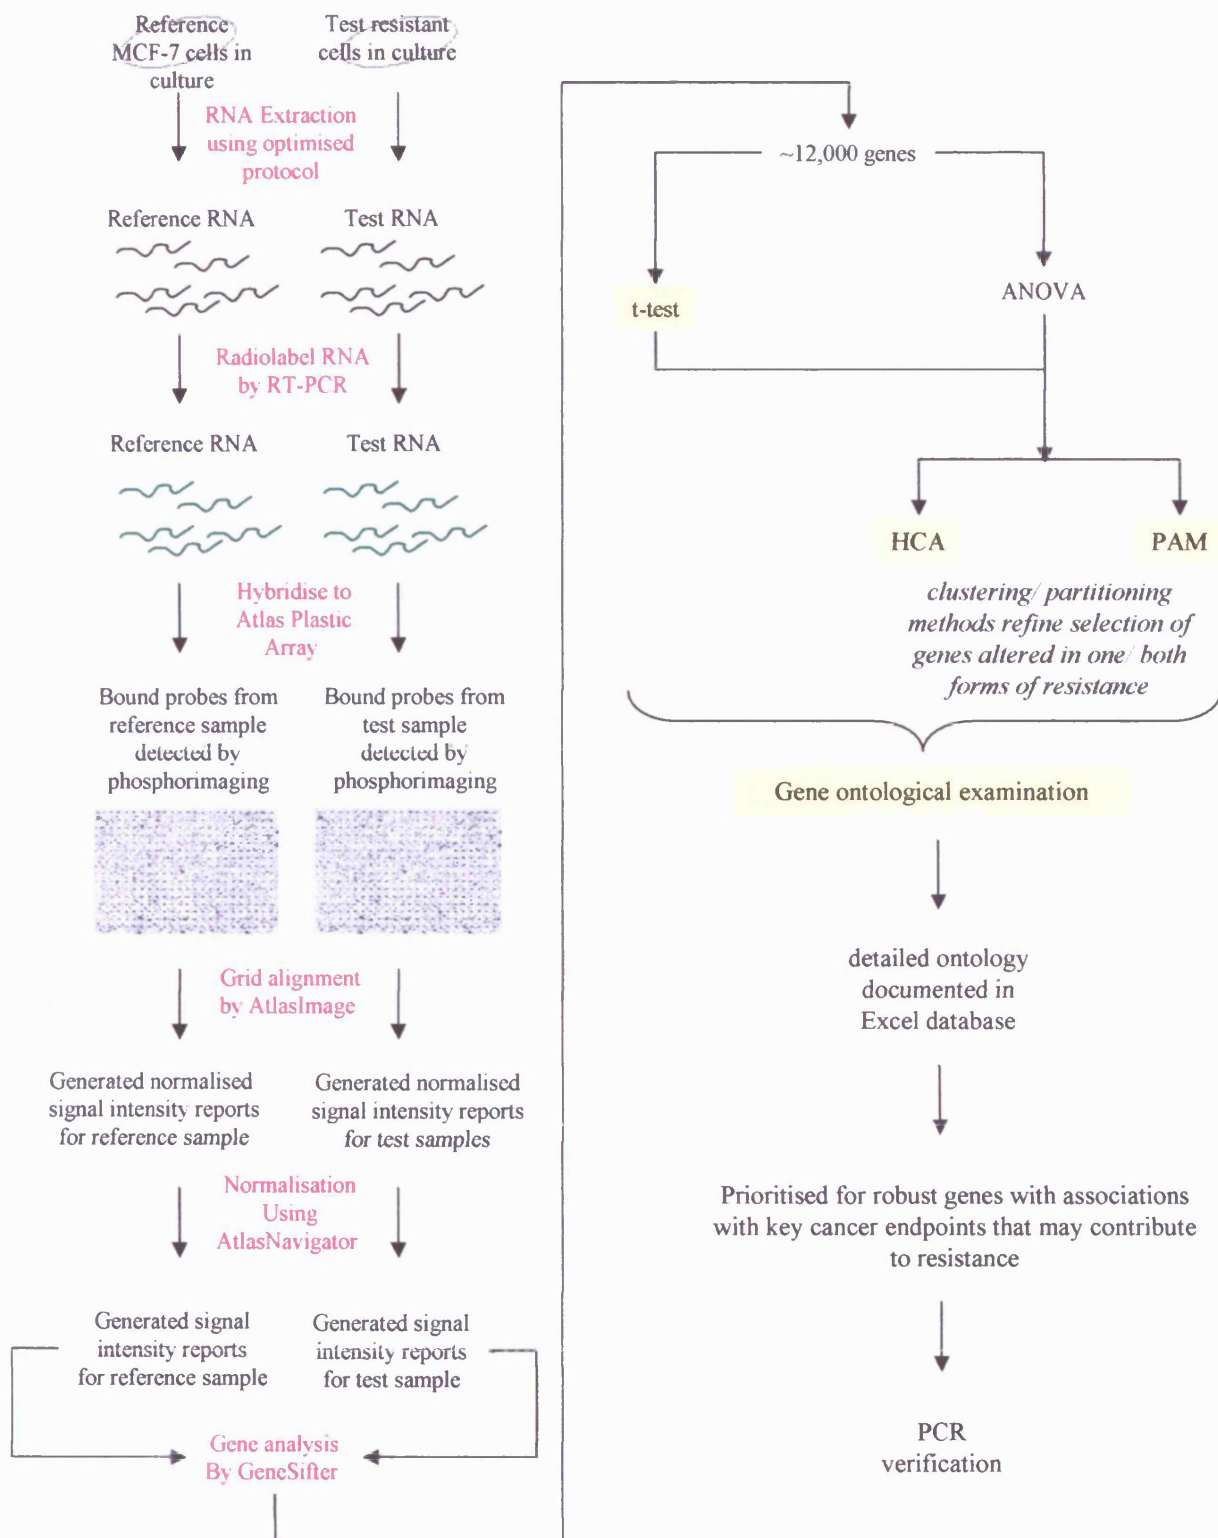 Reference
MCF-7 cells in
culture
Test resistant
cells in culture
RNA Extraction
using optimised
protocol
Reference RNA
Test RNA
Radiolabel RNA
by RT-PCR
Reference RNA
Test RNA
Hybridise to
Atlas Plastic
Array
Bound probes from
reference sample
detected by
phosphorimaging
Bound probes from
test sample
detected by
phosphorimaging
Grid alignment
by AtlasImage
Generated normalised
signal intensity reports
for reference sample
Generated normalised
signal intensity reports
for test samples
Normalisation
Using
AtlasNavigator
Generated signal
intensity reports
for reference sample
Generated signal
intensity reports
for test sample
Gene analysis
By GeneSifter
~12,000 genes
t-test
ANOVA
HCA
PAM
clustering/ partitioning
methods refine selection of
genes altered in one/ both
forms of resistance
Gene ontological examination
detailed ontology
documented in
Excel database
Prioritised for robust genes with associations
with key cancer endpoints that may contribute
to resistance
PCR
verification